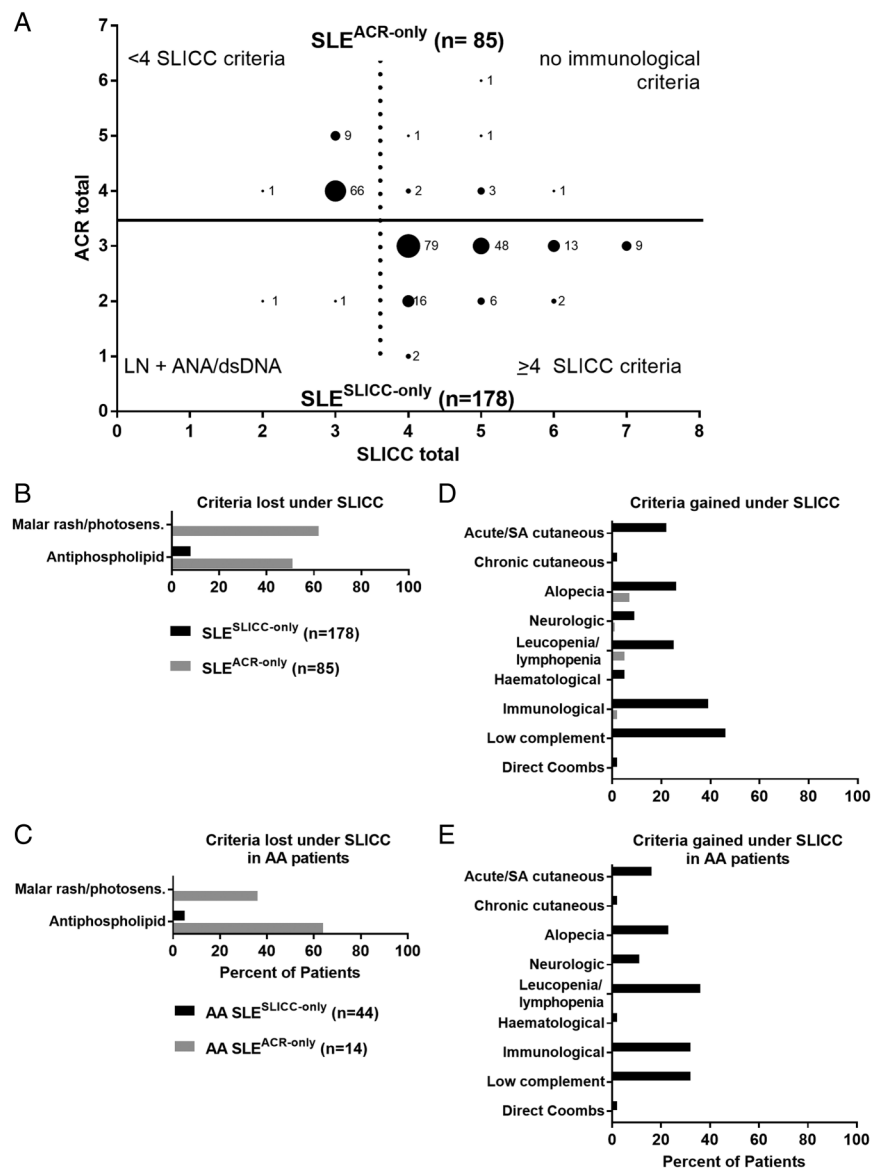 A
7
6
5
4
3
2
1
0
ACR total
<4 SLICC criteria
SLE^ACR-only (n= 85)
no immunological
criteria
1
9
1
1
1
66
2
3
1
79
48
13
9
1
1
16
6
2
2
LN + ANA/dsDNA
≥4 SLICC criteria
SLE^SLICC-only (n=178)
0 1 2 3 4 5 6 7 8
SLICC total
B
Criteria lost under SLICC
Malar rash/photosens.
Antiphospholipid
0 20 40 60 80 100
SLE^SLICC-only (n=178)
SLE^ACR-only (n=85)
D
Criteria gained under SLICC
Acute/SA cutaneous
Chronic cutaneous
Alopecia
Neurologic
Leucopenia/
lymphopenia
Haematological
Immunological
Low complement
Direct Coombs
0 20 40 60 80 100
C
Criteria lost under SLICC
in AA patients
Malar rash/photosens.
Antiphospholipid
0 20 40 60 80 100
Percent of Patients
AA SLE^SLICC-only (n=44)
AA SLE^ACR-only (n=14)
E
Criteria gained under SLICC
in AA patients
Acute/SA cutaneous
Chronic cutaneous
Alopecia
Neurologic
Leucopenia/
lymphopenia
Haematological
Immunological
Low complement
Direct Coombs
0 20 40 60 80 100
Percent of Patients